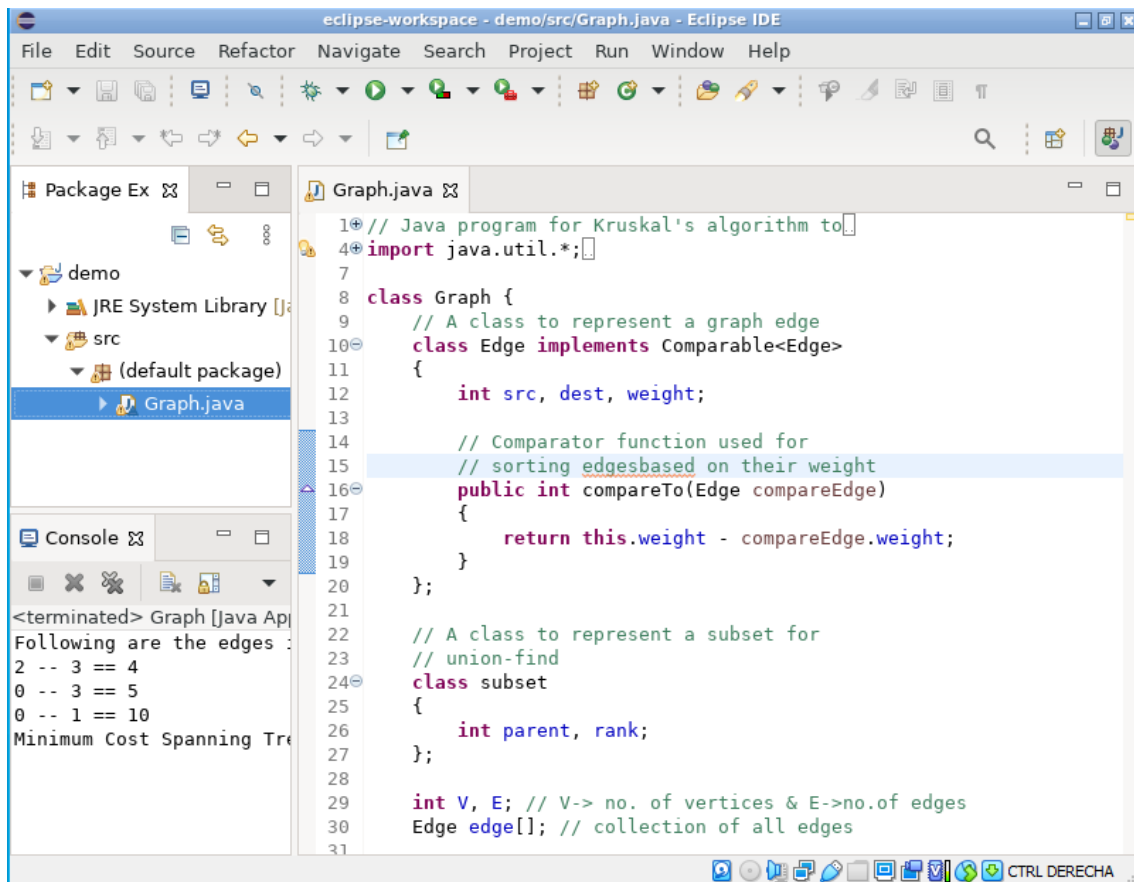 eclipse-workspace - demo/src/Graph.java - Eclipse IDE
File Edit Source Refactor Navigate Search Project Run Window Help
Package Ex
demo
JRE System Library [Ja
src
(default package)
Graph.java
Console
<terminated> Graph [Java Ap
Following are the edges i
2 -- 3 == 4
0 -- 3 == 5
0 -- 1 == 10
Minimum Cost Spanning Tre
Graph.java
1 // Java program for Kruskal's algorithm to
4 import java.util.*;
7
8 class Graph {
9     // A class to represent a graph edge
10     class Edge implements Comparable<Edge>
11     {
12         int src, dest, weight;
13
14         // Comparator function used for
15         // sorting edgesbased on their weight
16         public int compareTo(Edge compareEdge)
17         {
18             return this.weight - compareEdge.weight;
19         }
20     };
21
22     // A class to represent a subset for
23     // union-find
24     class subset
25     {
26         int parent, rank;
27     };
28
29     int V, E; // V-> no. of vertices & E->no.of edges
30     Edge edge[]; // collection of all edges
31
CTRL DERECHA